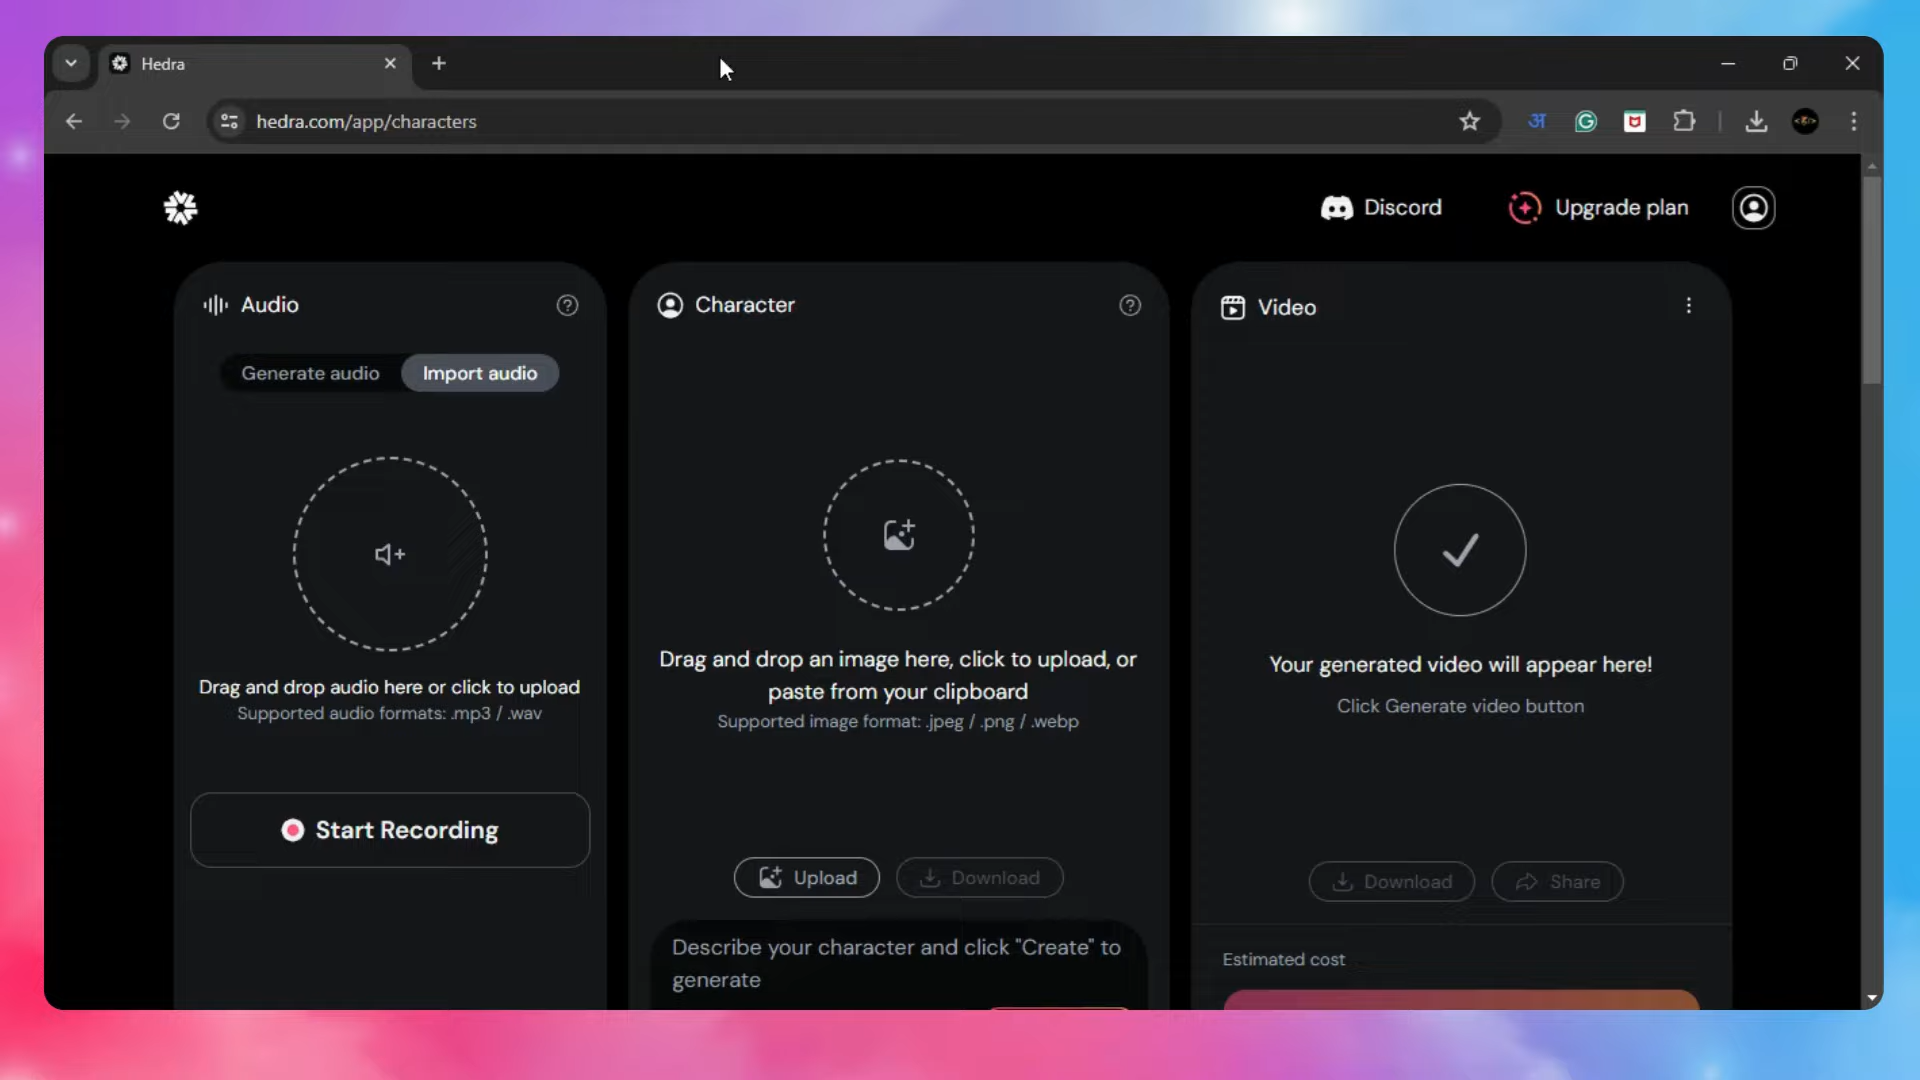 Hedra
hedra.com/app/characters
अ
Discord
Upgrade plan
Audio
Character
Video
Generate audio
Import audio
Drag and drop audio here or click to upload
Supported audio formats: .mp3 / .wav
Start Recording
Drag and drop an image here, click to upload, or
paste from your clipboard
Supported image format: .jpeg / .png / .webp
Upload
Download
Describe your character and click "Create" to
generate
Your generated video will appear here!
Click Generate video button
Download
Share
Estimated cost